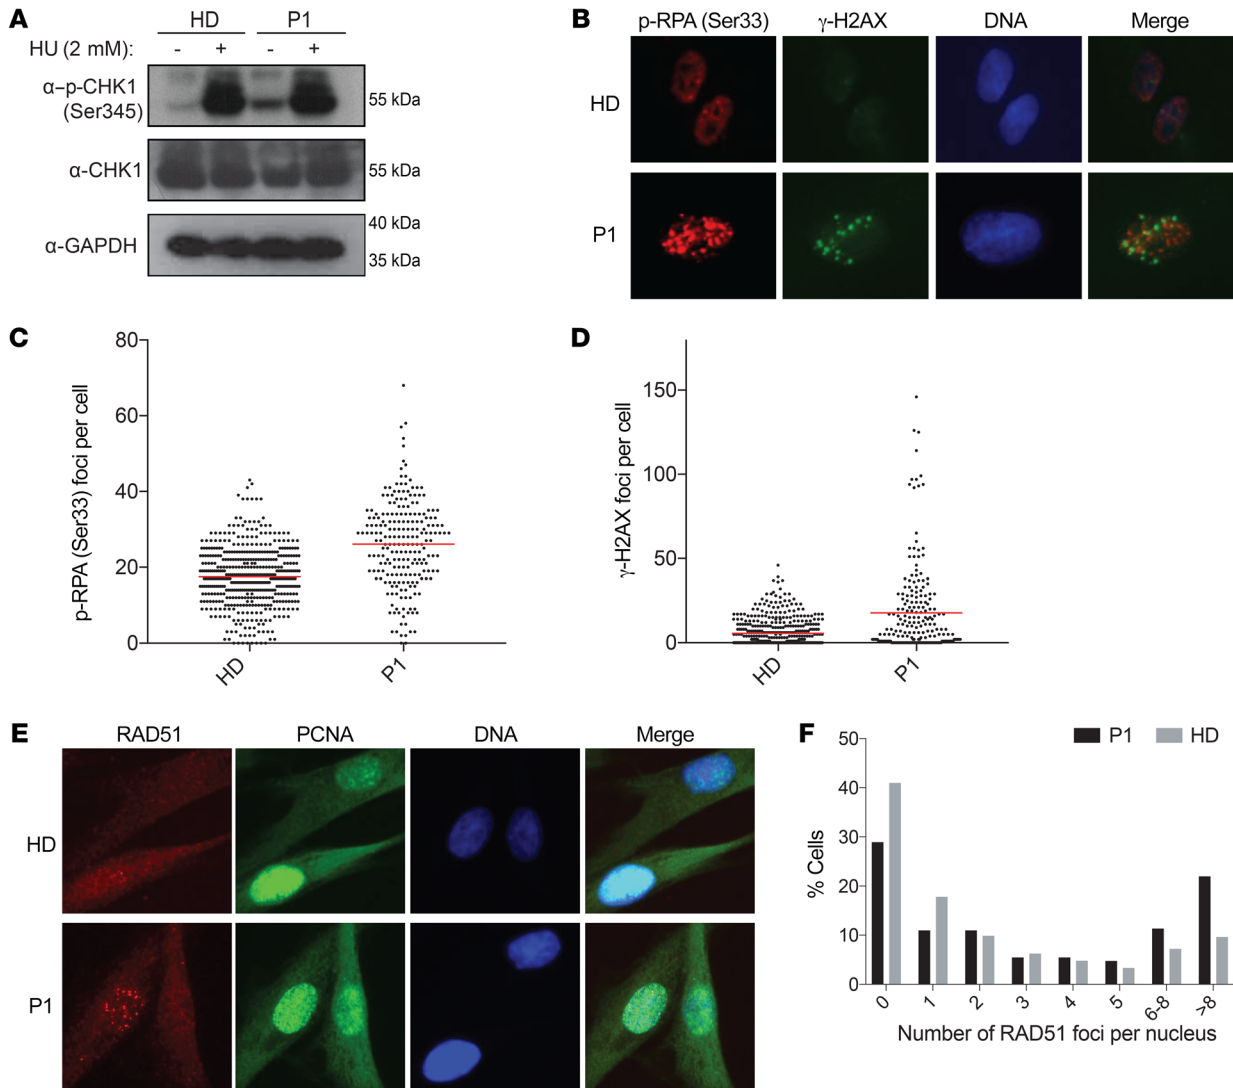 A
HD P1
HU (2 mM): - + - +
α–p-CHK1
(Ser345)
55 kDa
α-CHK1
55 kDa
α-GAPDH
40 kDa
35 kDa
B
p-RPA (Ser33) γ-H2AX DNA Merge
HD
P1
C
p-RPA (Ser33) foci per cell
80
60
40
20
0
HD P1
D
γ-H2AX foci per cell
150
100
50
0
HD P1
E
RAD51 PCNA DNA Merge
HD
P1
F
P1 HD
% Cells
50
40
30
20
10
0
0 1 2 3 4 5 6-8 >8
Number of RAD51 foci per nucleus